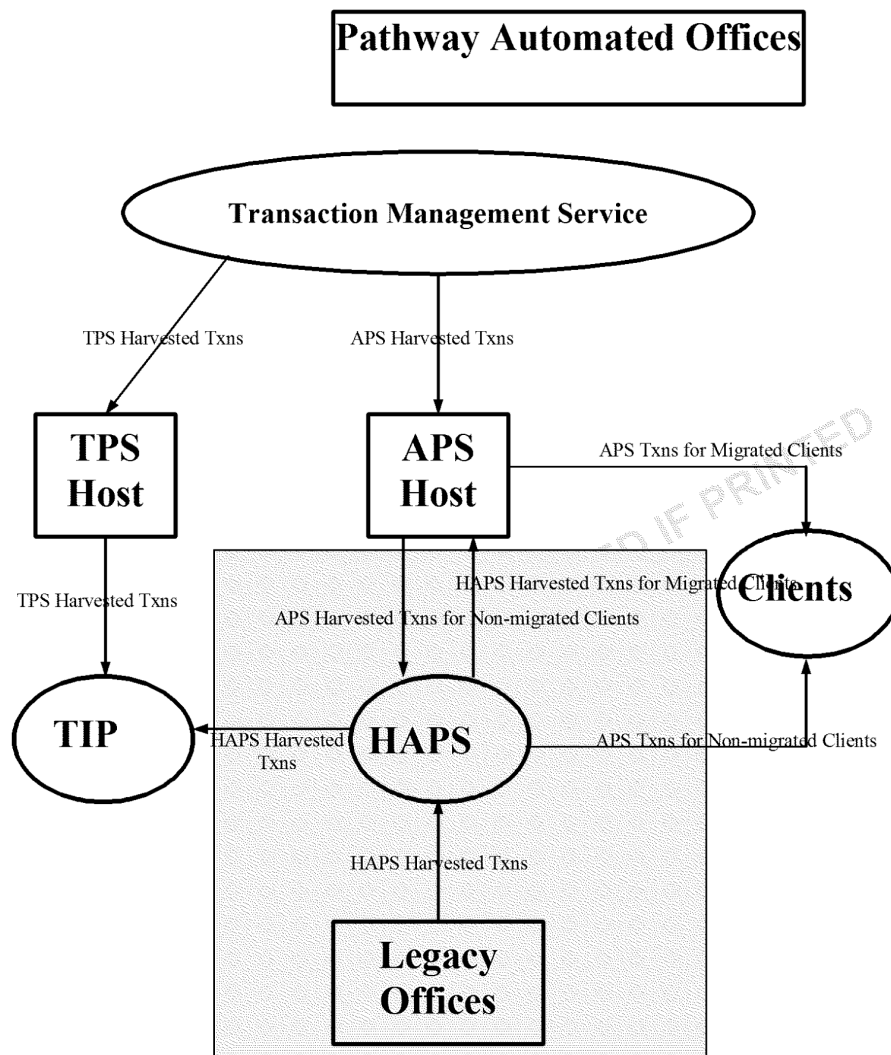 Pathway Automated Offices
Transaction Management Service
TPS Harvested Txns
APS Harvested Txns
TPS
Host
APS
Host
APS Txns for Migrated Clients
IF PRINTED
TPS Harvested Txns
HAPS Harvested Txns for Migrated Clients
Clients
APS Harvested Txns for Non-migrated Clients
TIP
HAPS Harvested
Txns
HAPS
APS Txns for Non-migrated Clients
HAPS Harvested Txns
Legacy
Offices